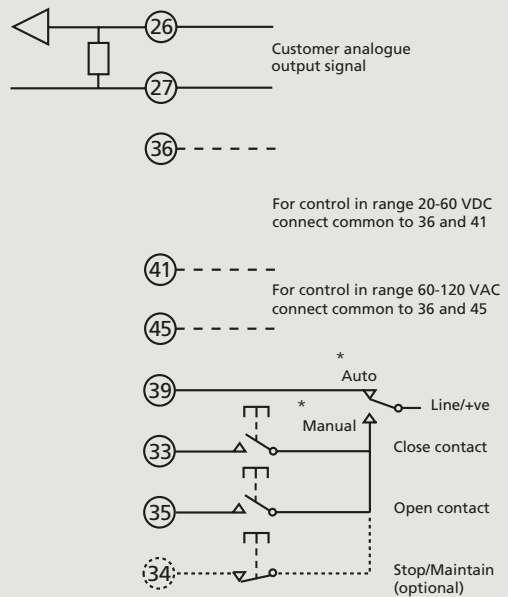 26
Customer analogue
output signal
27
36
For control in range 20-60 VDC
connect common to 36 and 41
41
For control in range 60-120 VAC
connect common to 36 and 45
45
*
Auto
39
*
Line/+ve
Manual
33
Close contact
35
Open contact
34
Stop/Maintain
(optional)